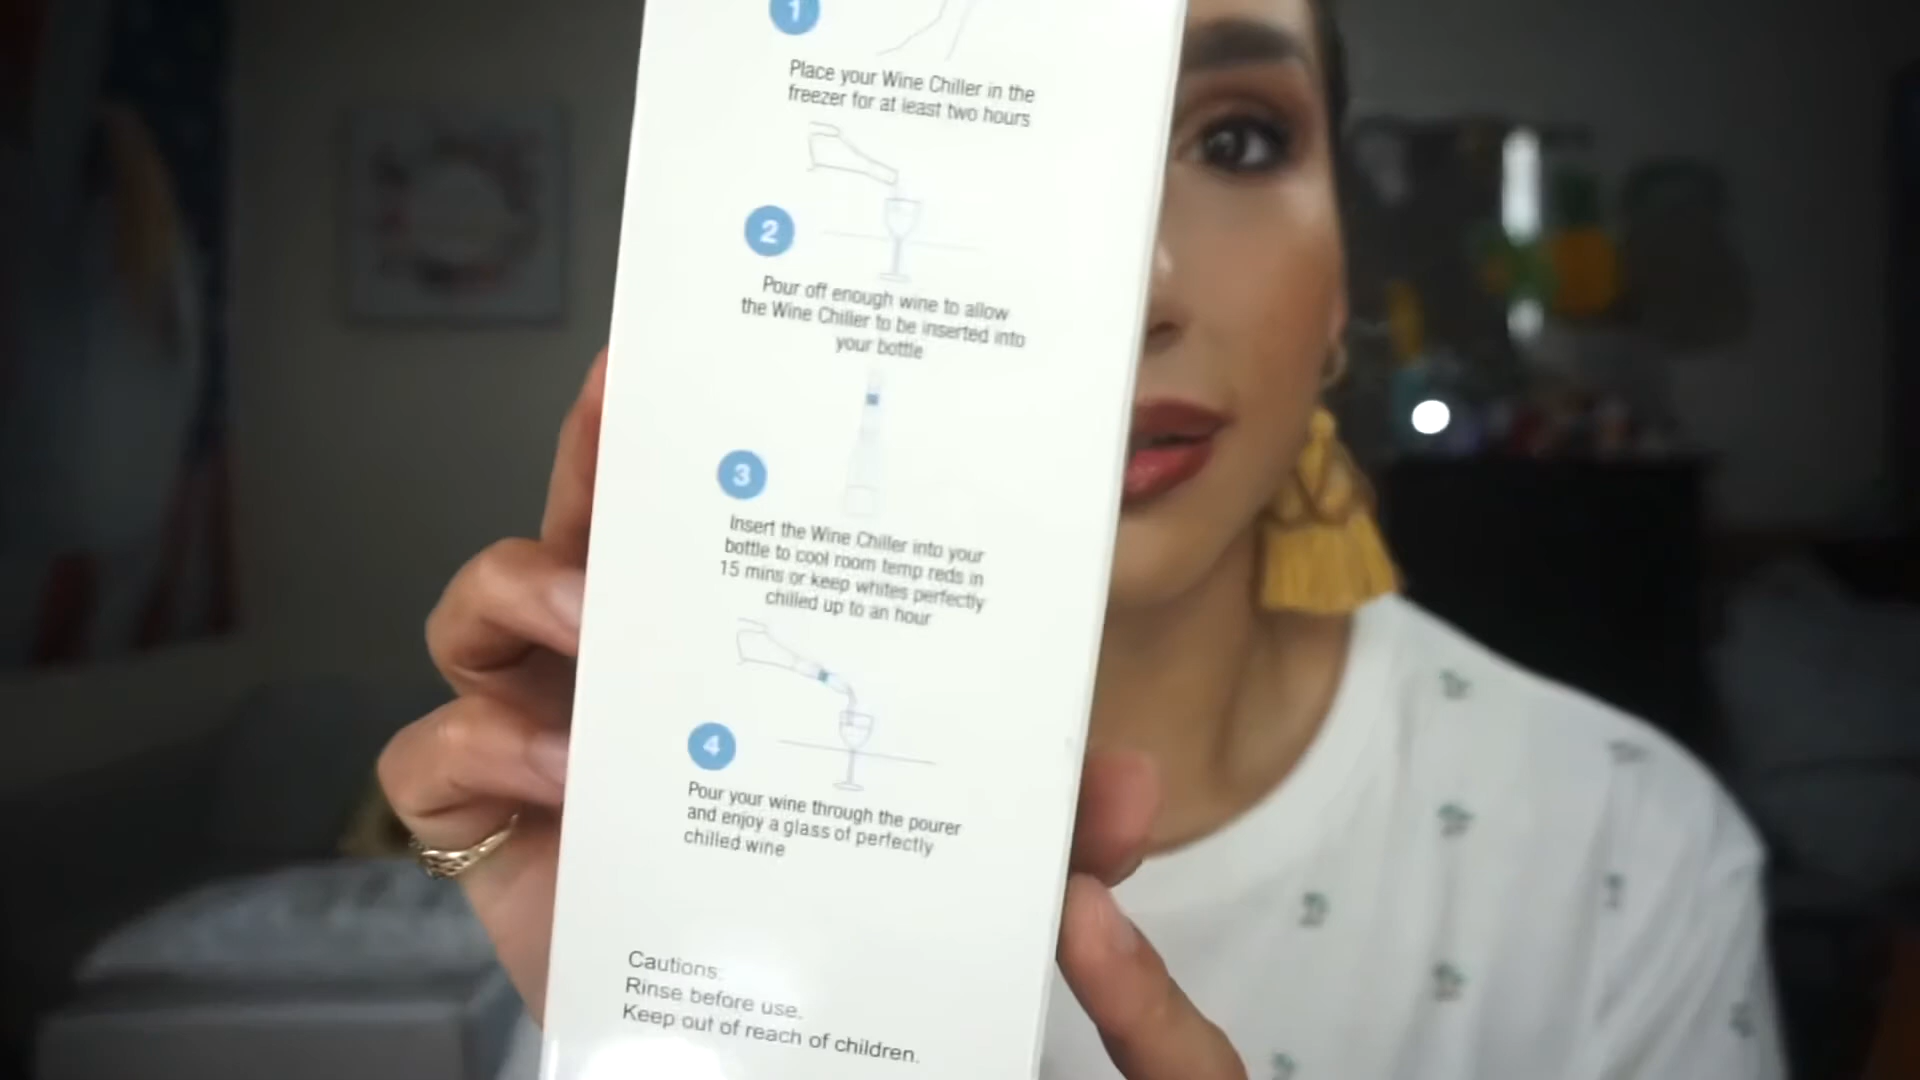 1
Place your Wine Chiller in the
freezer for at least two hours
2
Pour off enough wine to allow
the Wine Chiller to be inserted into
your bottle
3
Insert the Wine Chiller into your
bottle to cool room temp reds in
15 mins or keep whites perfectly
chilled up to an hour
4
Pour your wine through the pourer
and enjoy a glass of perfectly
chilled wine
Cautions:
Rinse before use.
Keep out of reach of children.